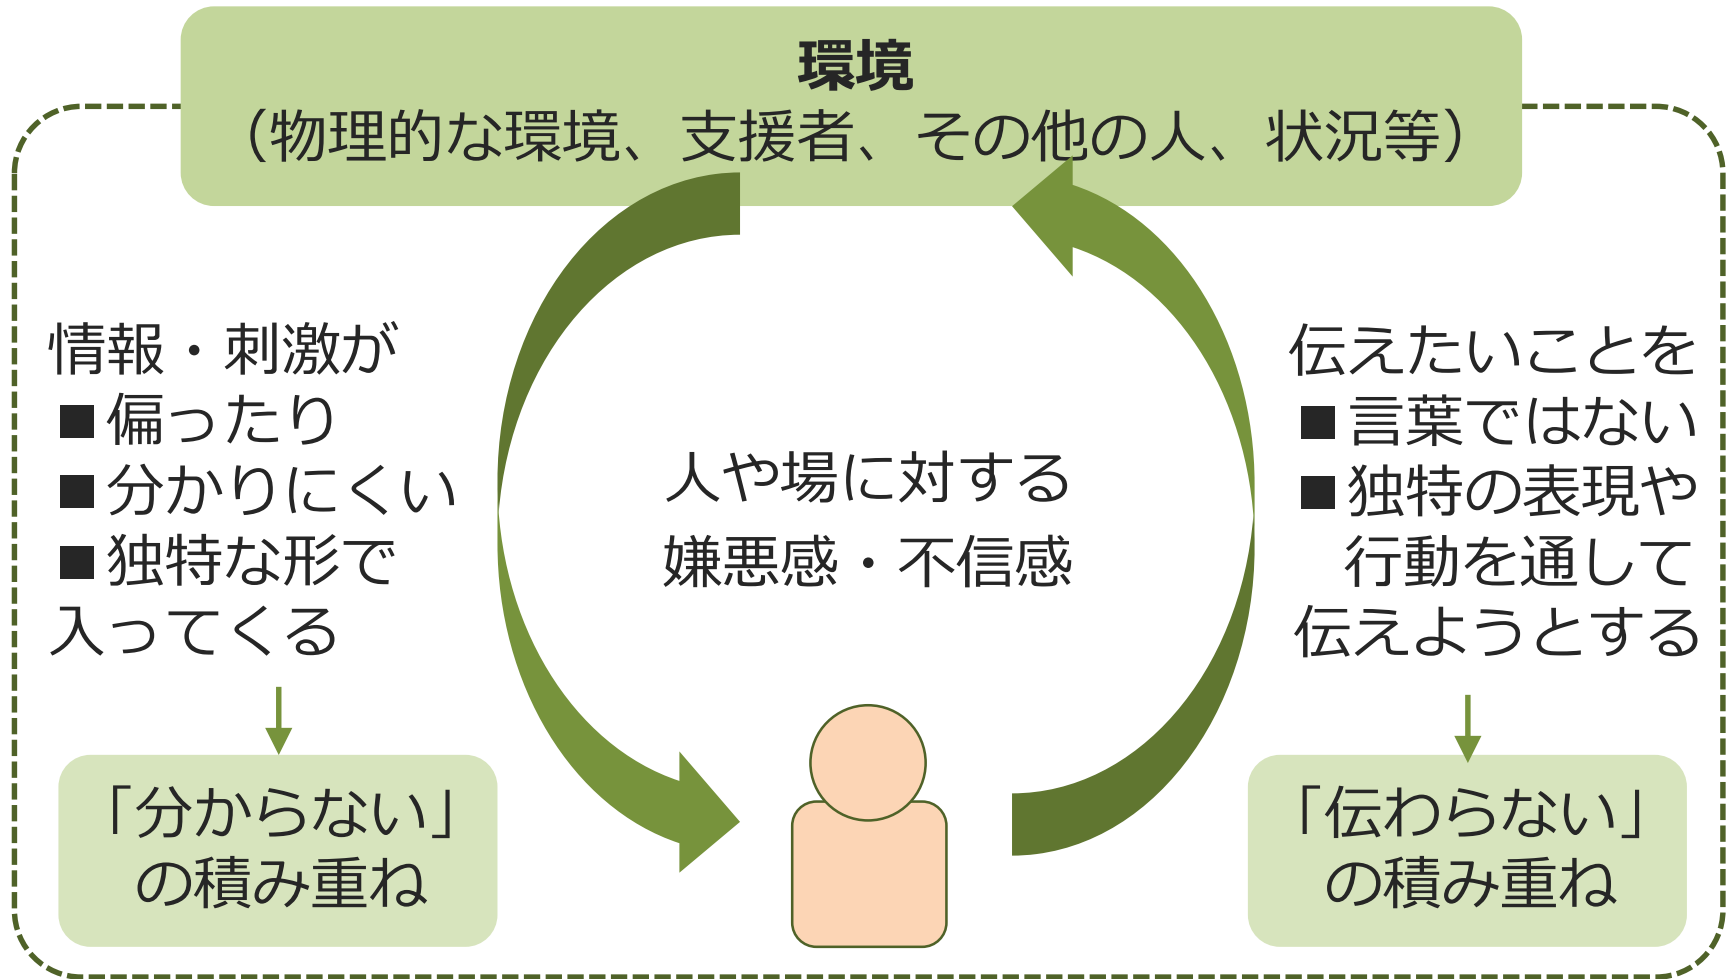 環境
（物理的な環境、支援者、その他の人、状況等）
情報・刺激が
■偏ったり
■分かりにくい
■独特な形で
入ってくる
「分からない」
の積み重ね
人や場に対する
嫌悪感・不信感
伝えたいことを
■言葉ではない
■独特の表現や
行動を通して
伝えようとする
「伝わらない」
の積み重ね